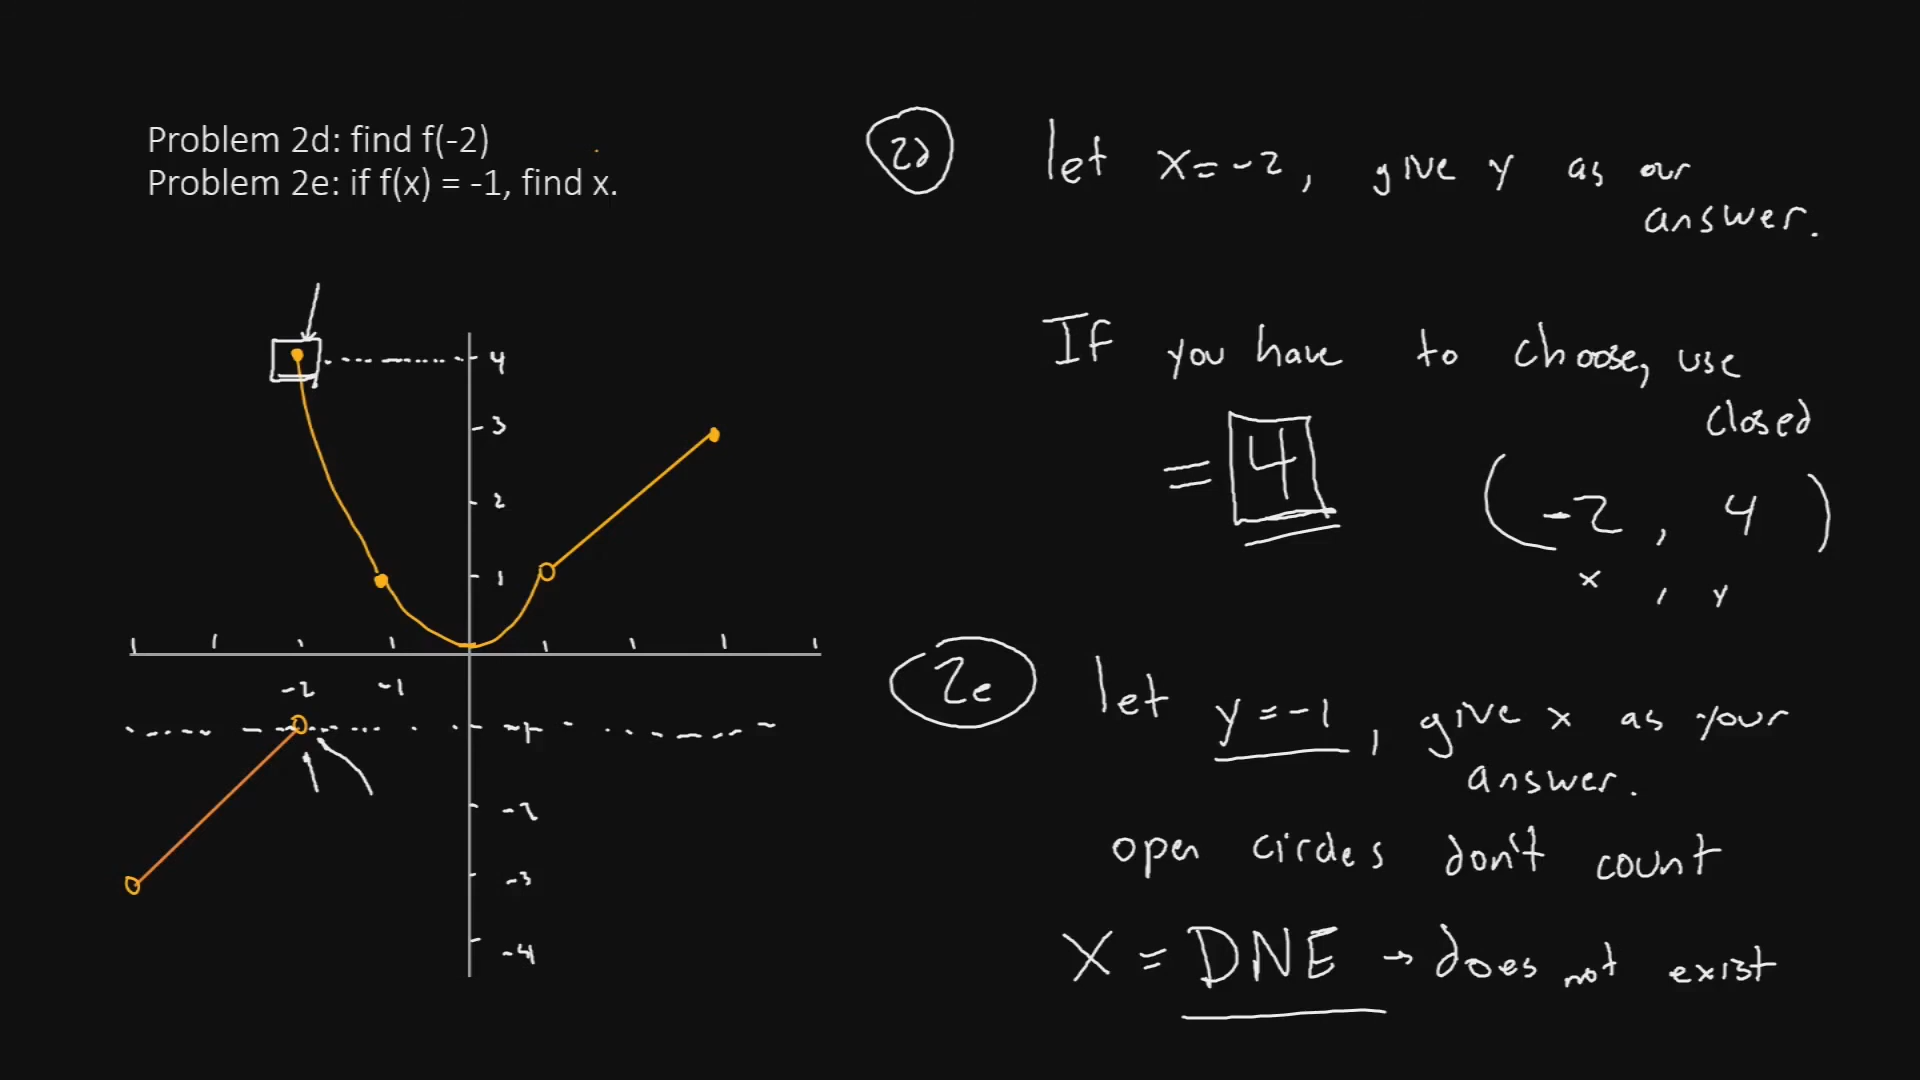 Problem 2d: find f(-2)
Problem 2e: if f(x) = -1, find x.
2d
let x=-2, give y as our
answer.
If you have to choose, use
closed
= 4
(-2, 4)
x, y
2e
let y=-1, give x as your
answer.
open circles don't count
X = DNE → does not exist
4
3
2
1
-2 -1
-1
-2
-3
-4